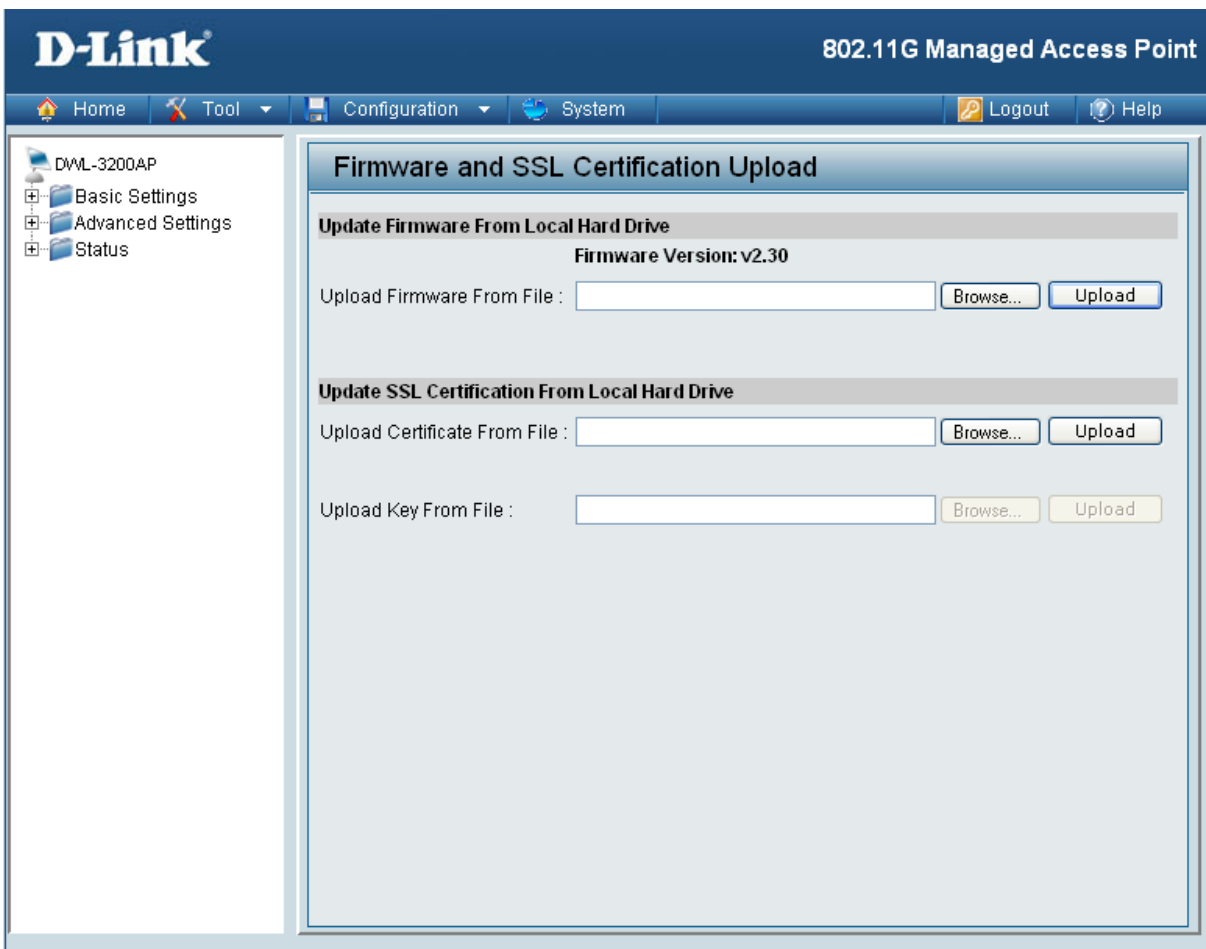 D-Link
802.11G Managed Access Point
Home Tool Configuration System Logout Help
DWL-3200AP
Basic Settings
Advanced Settings
Status
Firmware and SSL Certification Upload
Update Firmware From Local Hard Drive
Firmware Version: v2.30
Upload Firmware From File : Browse... Upload
Update SSL Certification From Local Hard Drive
Upload Certificate From File : Browse... Upload
Upload Key From File : Browse... Upload